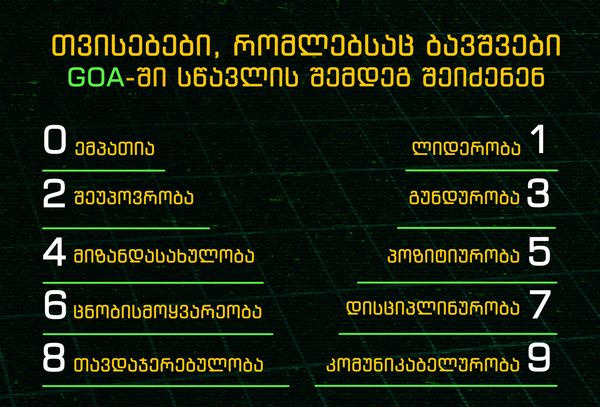 თვისებები, რომლებსაც ბავშვები
GOA-ში სწავლის შემდეგ შეიძენენ
0 ემპათია
ლიდერობა 1
2 შეუპოვრობა
გუნდურობა 3
4 მიზანდასახულობა
პოზიტიურობა 5
6 ცნობისმოყვარეობა
დისციპლინურობა 7
8 თავდაჯერებულობა
კომუნიკაბელურობა 9